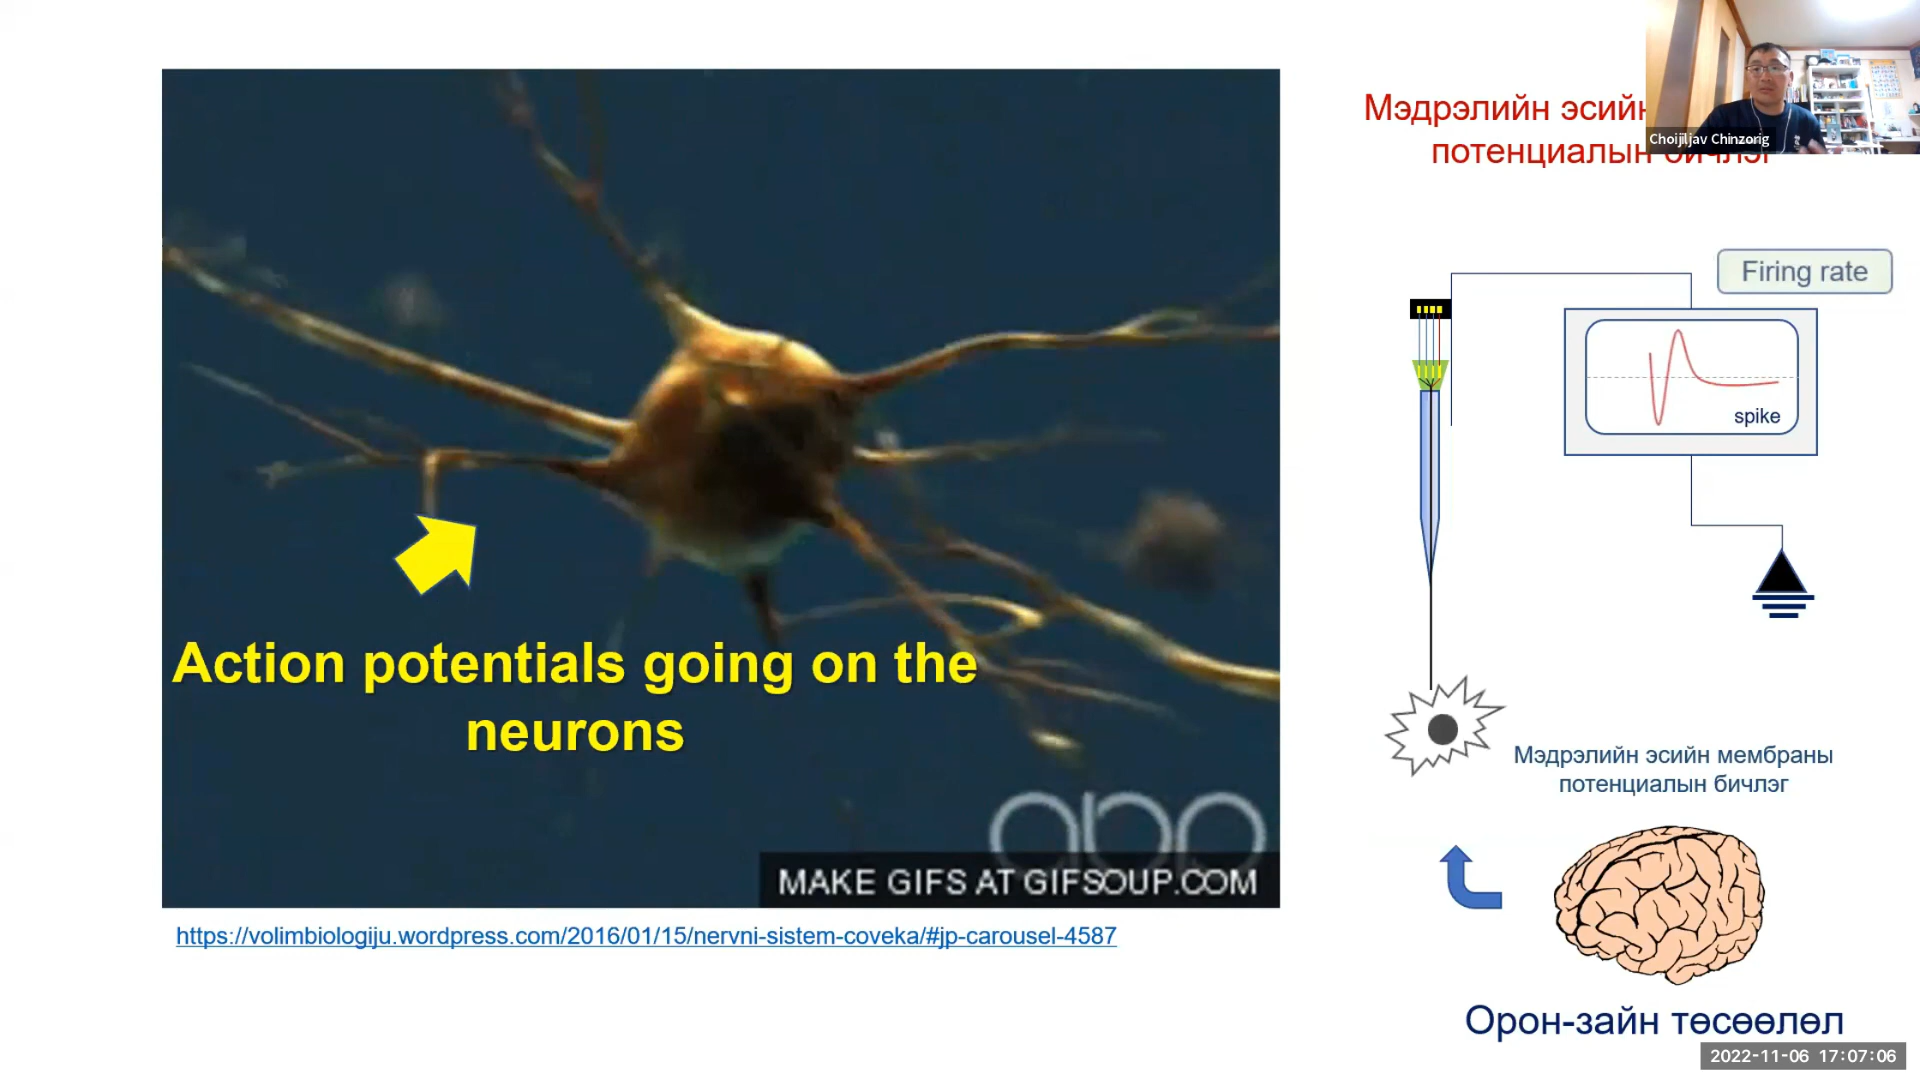 Мэдрэлийн эсийн
потенциалын бичлэг
Choijiljav Chinzorig
Firing rate
spike
Action potentials going on the
neurons
MAKE GIFS AT GIFSOUP.COM
https://volimbiologiju.wordpress.com/2016/01/15/nervni-sistem-coveka/#jp-carousel-4587
Мэдрэлийн эсийн мембраны
потенциалын бичлэг
Орон-зайн төсөөлөл
2022-11-06 17:07:06